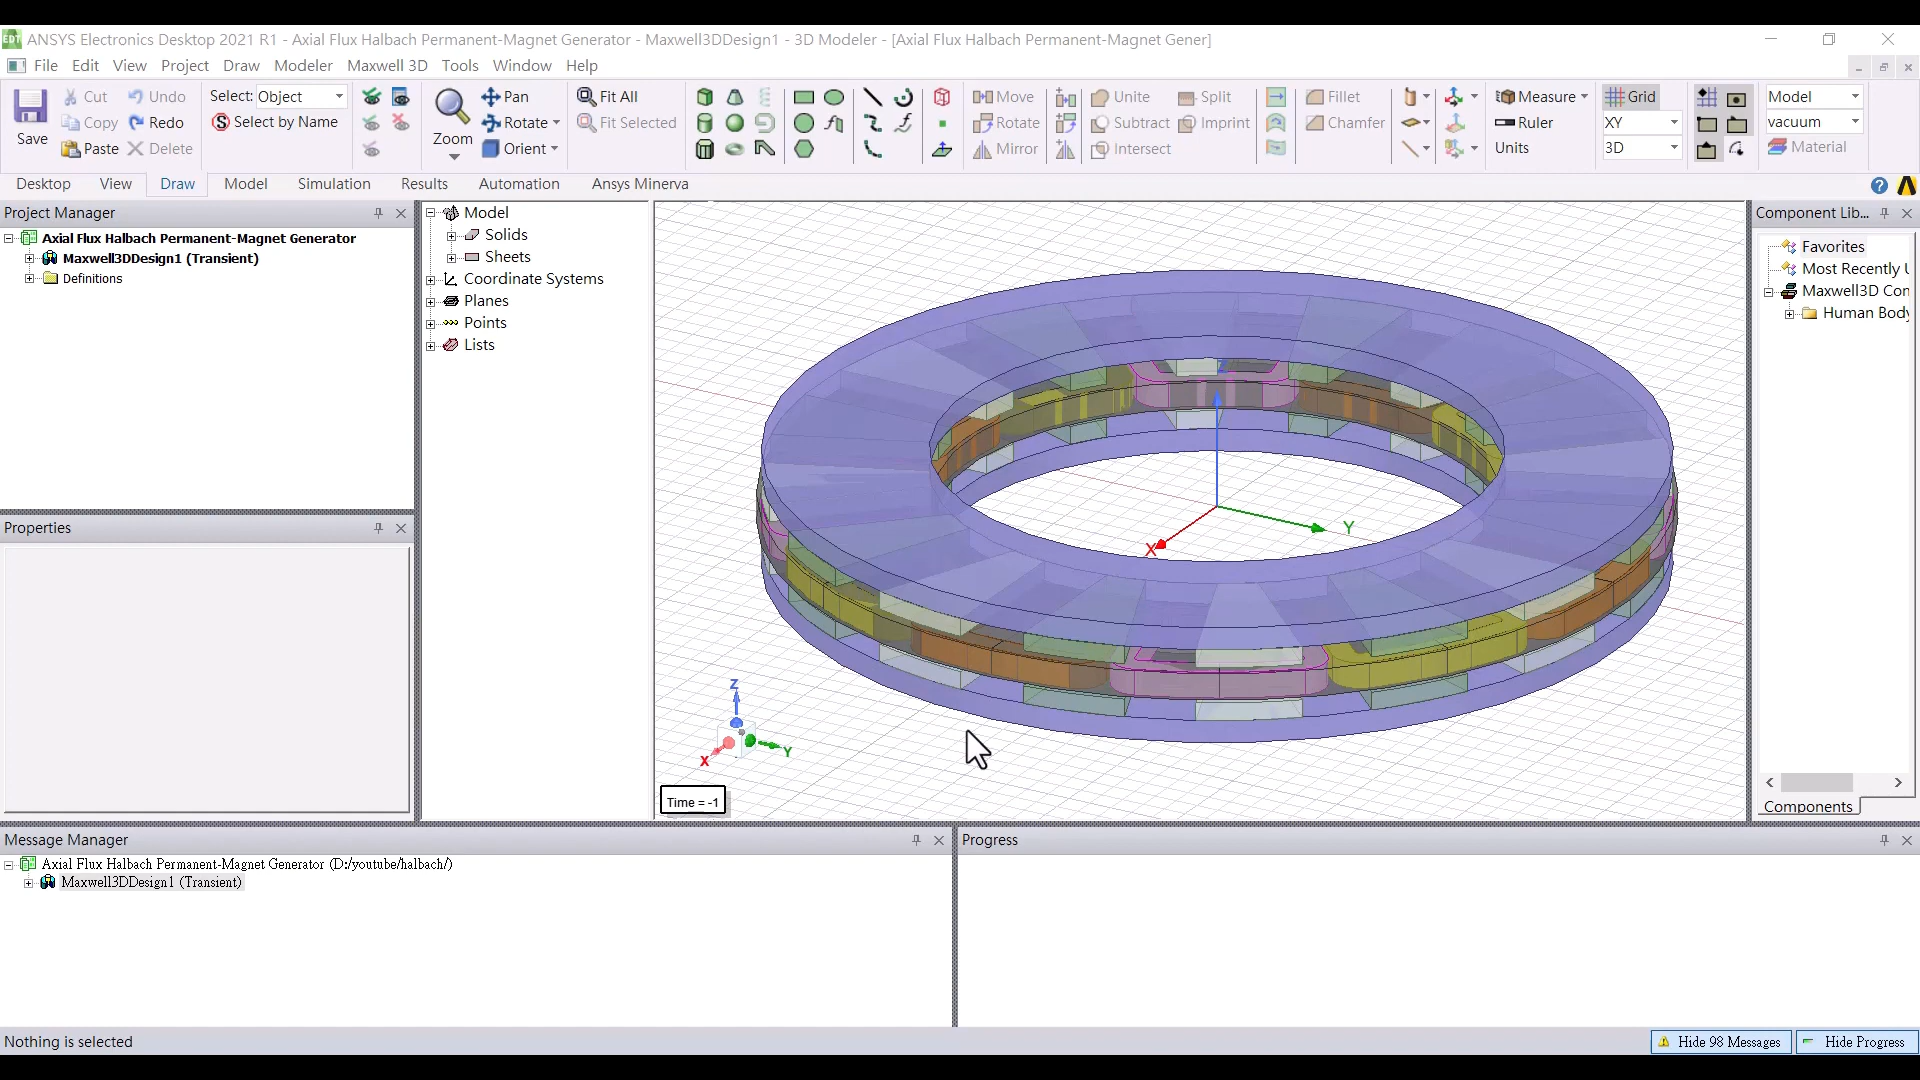 ANSYS Electronics Desktop 2021 R1 - Axial Flux Halbach Permanent-Magnet Generator - Maxwell3DDesign1 - 3D Modeler - [Axial Flux Halbach Permanent-Magnet Gener]
File Edit View Project Draw Modeler Maxwell 3D Tools Window Help
Save
Cut
Copy
Paste
Undo
Redo
Delete
Select: Object
Select by Name
Zoom
Pan
Rotate
Orient
Fit All
Fit Selected
Move
Rotate
Mirror
Unite
Subtract
Intersect
Split
Imprint
Fillet
Chamfer
Measure
Ruler
Units
Grid
XY
3D
Model
vacuum
Material
Desktop View Draw Model Simulation Results Automation Ansys Minerva
Project Manager
Axial Flux Halbach Permanent-Magnet Generator
Maxwell3DDesign1 (Transient)
Definitions
Properties
Model
Solids
Sheets
Coordinate Systems
Planes
Points
Lists
Z
Y
X
Z
Y
X
Time = -1
Component Lib...
Favorites
Most Recently
Maxwell3D Con
Human Body
Components
Message Manager
Axial Flux Halbach Permanent-Magnet Generator (D:/youtube/halbach/)
Maxwell3DDesign1 (Transient)
Progress
Nothing is selected
Hide 98 Messages
Hide Progress